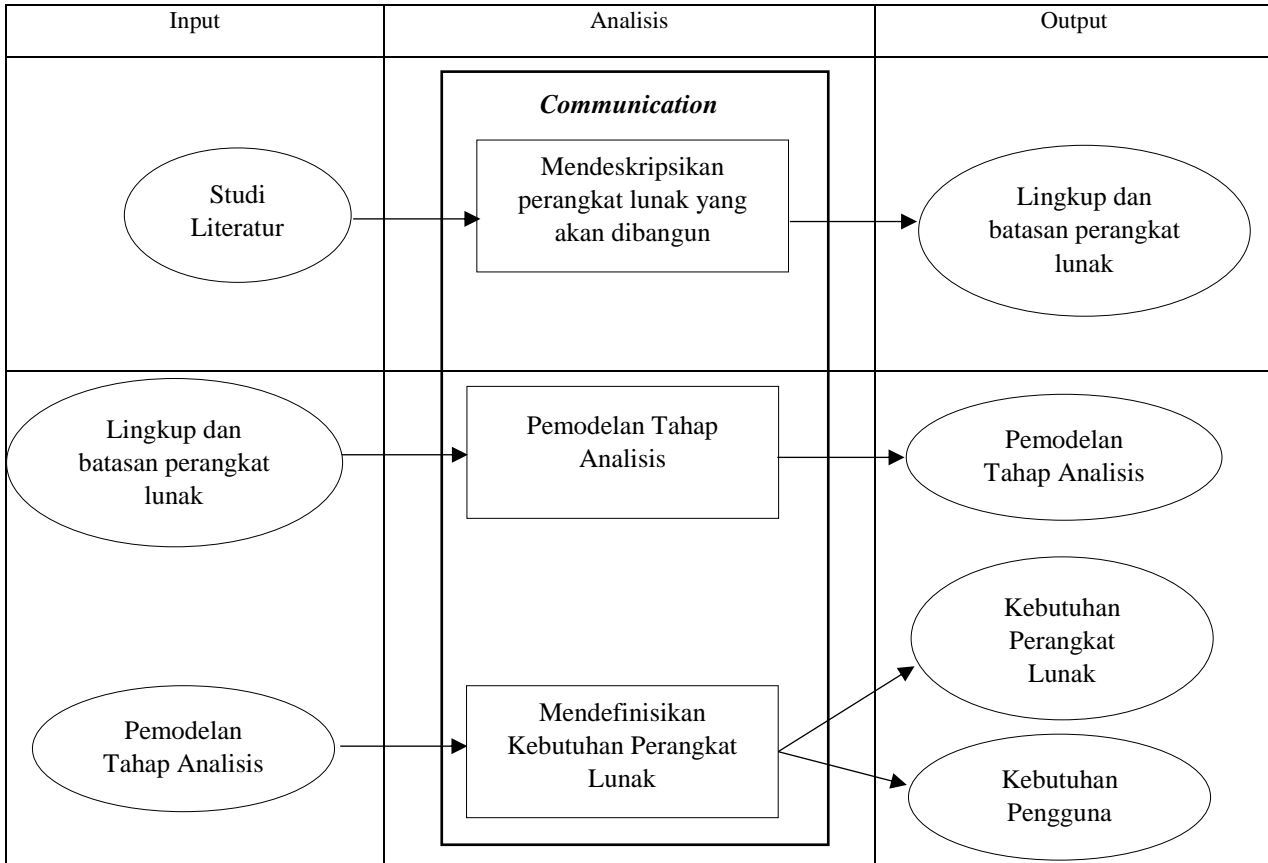 Input
Analisis
Output
Communication
Studi
Literatur
Mendeskripsikan
perangkat lunak yang
akan dibangun
Lingkup dan
batasan perangkat
lunak
Lingkup dan
batasan perangkat
lunak
Pemodelan Tahap
Analisis
Pemodelan
Tahap Analisis
Pemodelan
Tahap Analisis
Mendefinisikan
Kebutuhan Perangkat
Lunak
Kebutuhan
Perangkat
Lunak
Kebutuhan
Pengguna